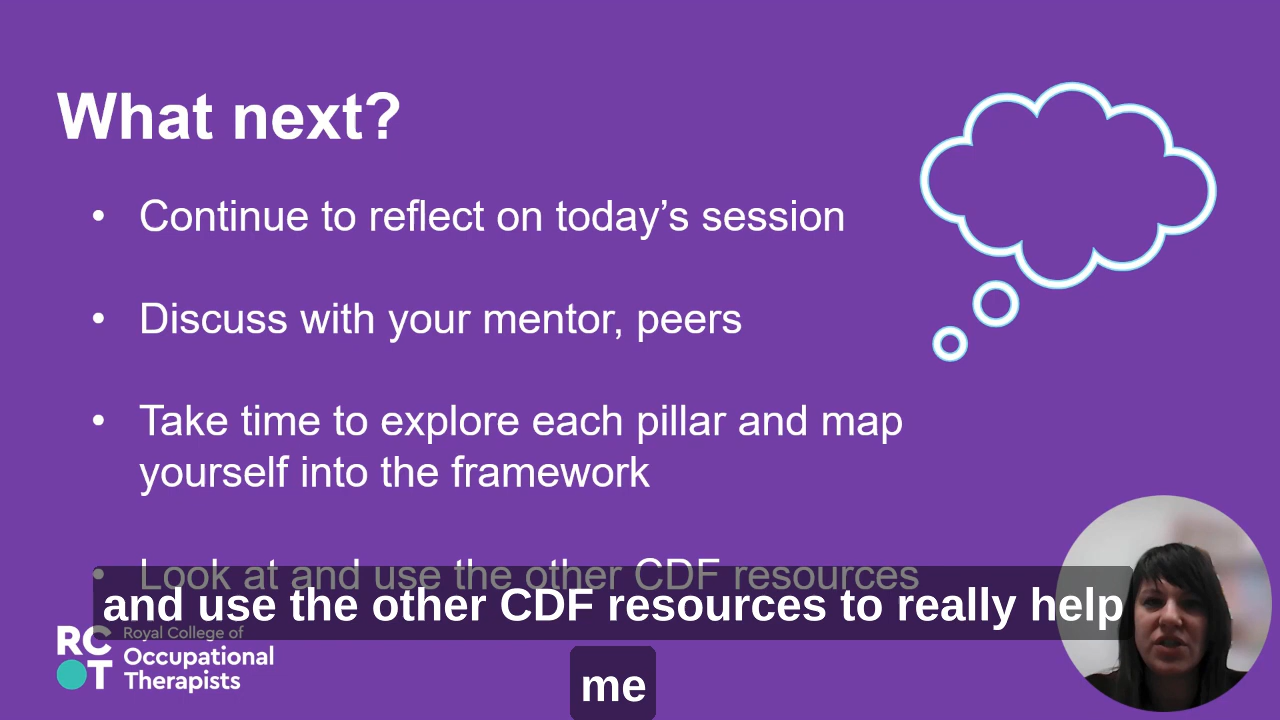 What next?
• Continue to reflect on today’s session
• Discuss with your mentor, peers
• Take time to explore each pillar and map
yourself into the framework
• Look at and use the other CDF resources
and use the other CDF resources to really help
me
RCOT
Royal College of
Occupational
Therapists